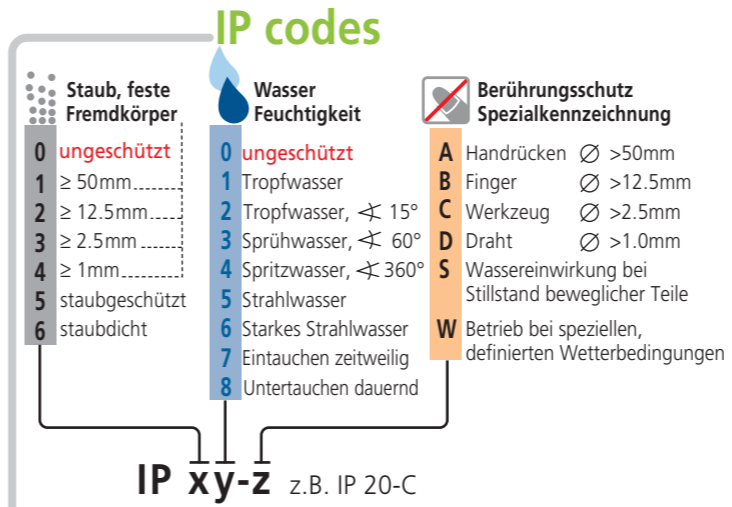 IP codes
Staub, feste
Fremdkörper
0 ungeschützt
1 ≥ 50mm
2 ≥ 12.5mm
3 ≥ 2.5mm
4 ≥ 1mm
5 staubgeschützt
6 staubdicht
Wasser
Feuchtigkeit
0 ungeschützt
1 Tropfwasser
2 Tropfwasser, ∢ 15°
3 Sprühwasser, ∢ 60°
4 Spritzwasser, ∢ 360°
5 Strahlwasser
6 Starkes Strahlwasser
7 Eintauchen zeitweilig
8 Untertauchen dauernd
Berührungsschutz
Spezialkennzeichnung
A Handrücken ∅ >50mm
B Finger ∅ >12.5mm
C Werkzeug ∅ >2.5mm
D Draht ∅ >1.0mm
S Wassereinwirkung bei
Stillstand beweglicher Teile
W Betrieb bei speziellen,
definierten Wetterbedingungen
IP xy-z z.B. IP 20-C